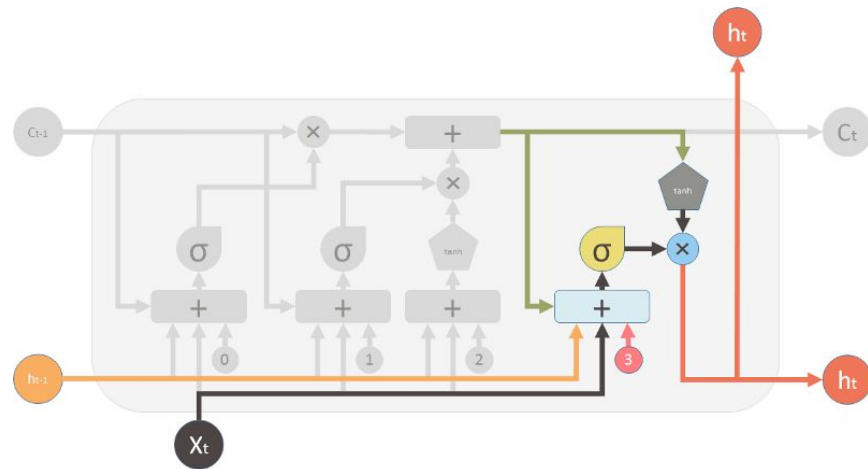 ht
Ct-1
×
+
Ct
×
tanh
σ
σ
tanh
σ
×
+
+
+
+
0
1
2
3
ht-1
ht
Xt